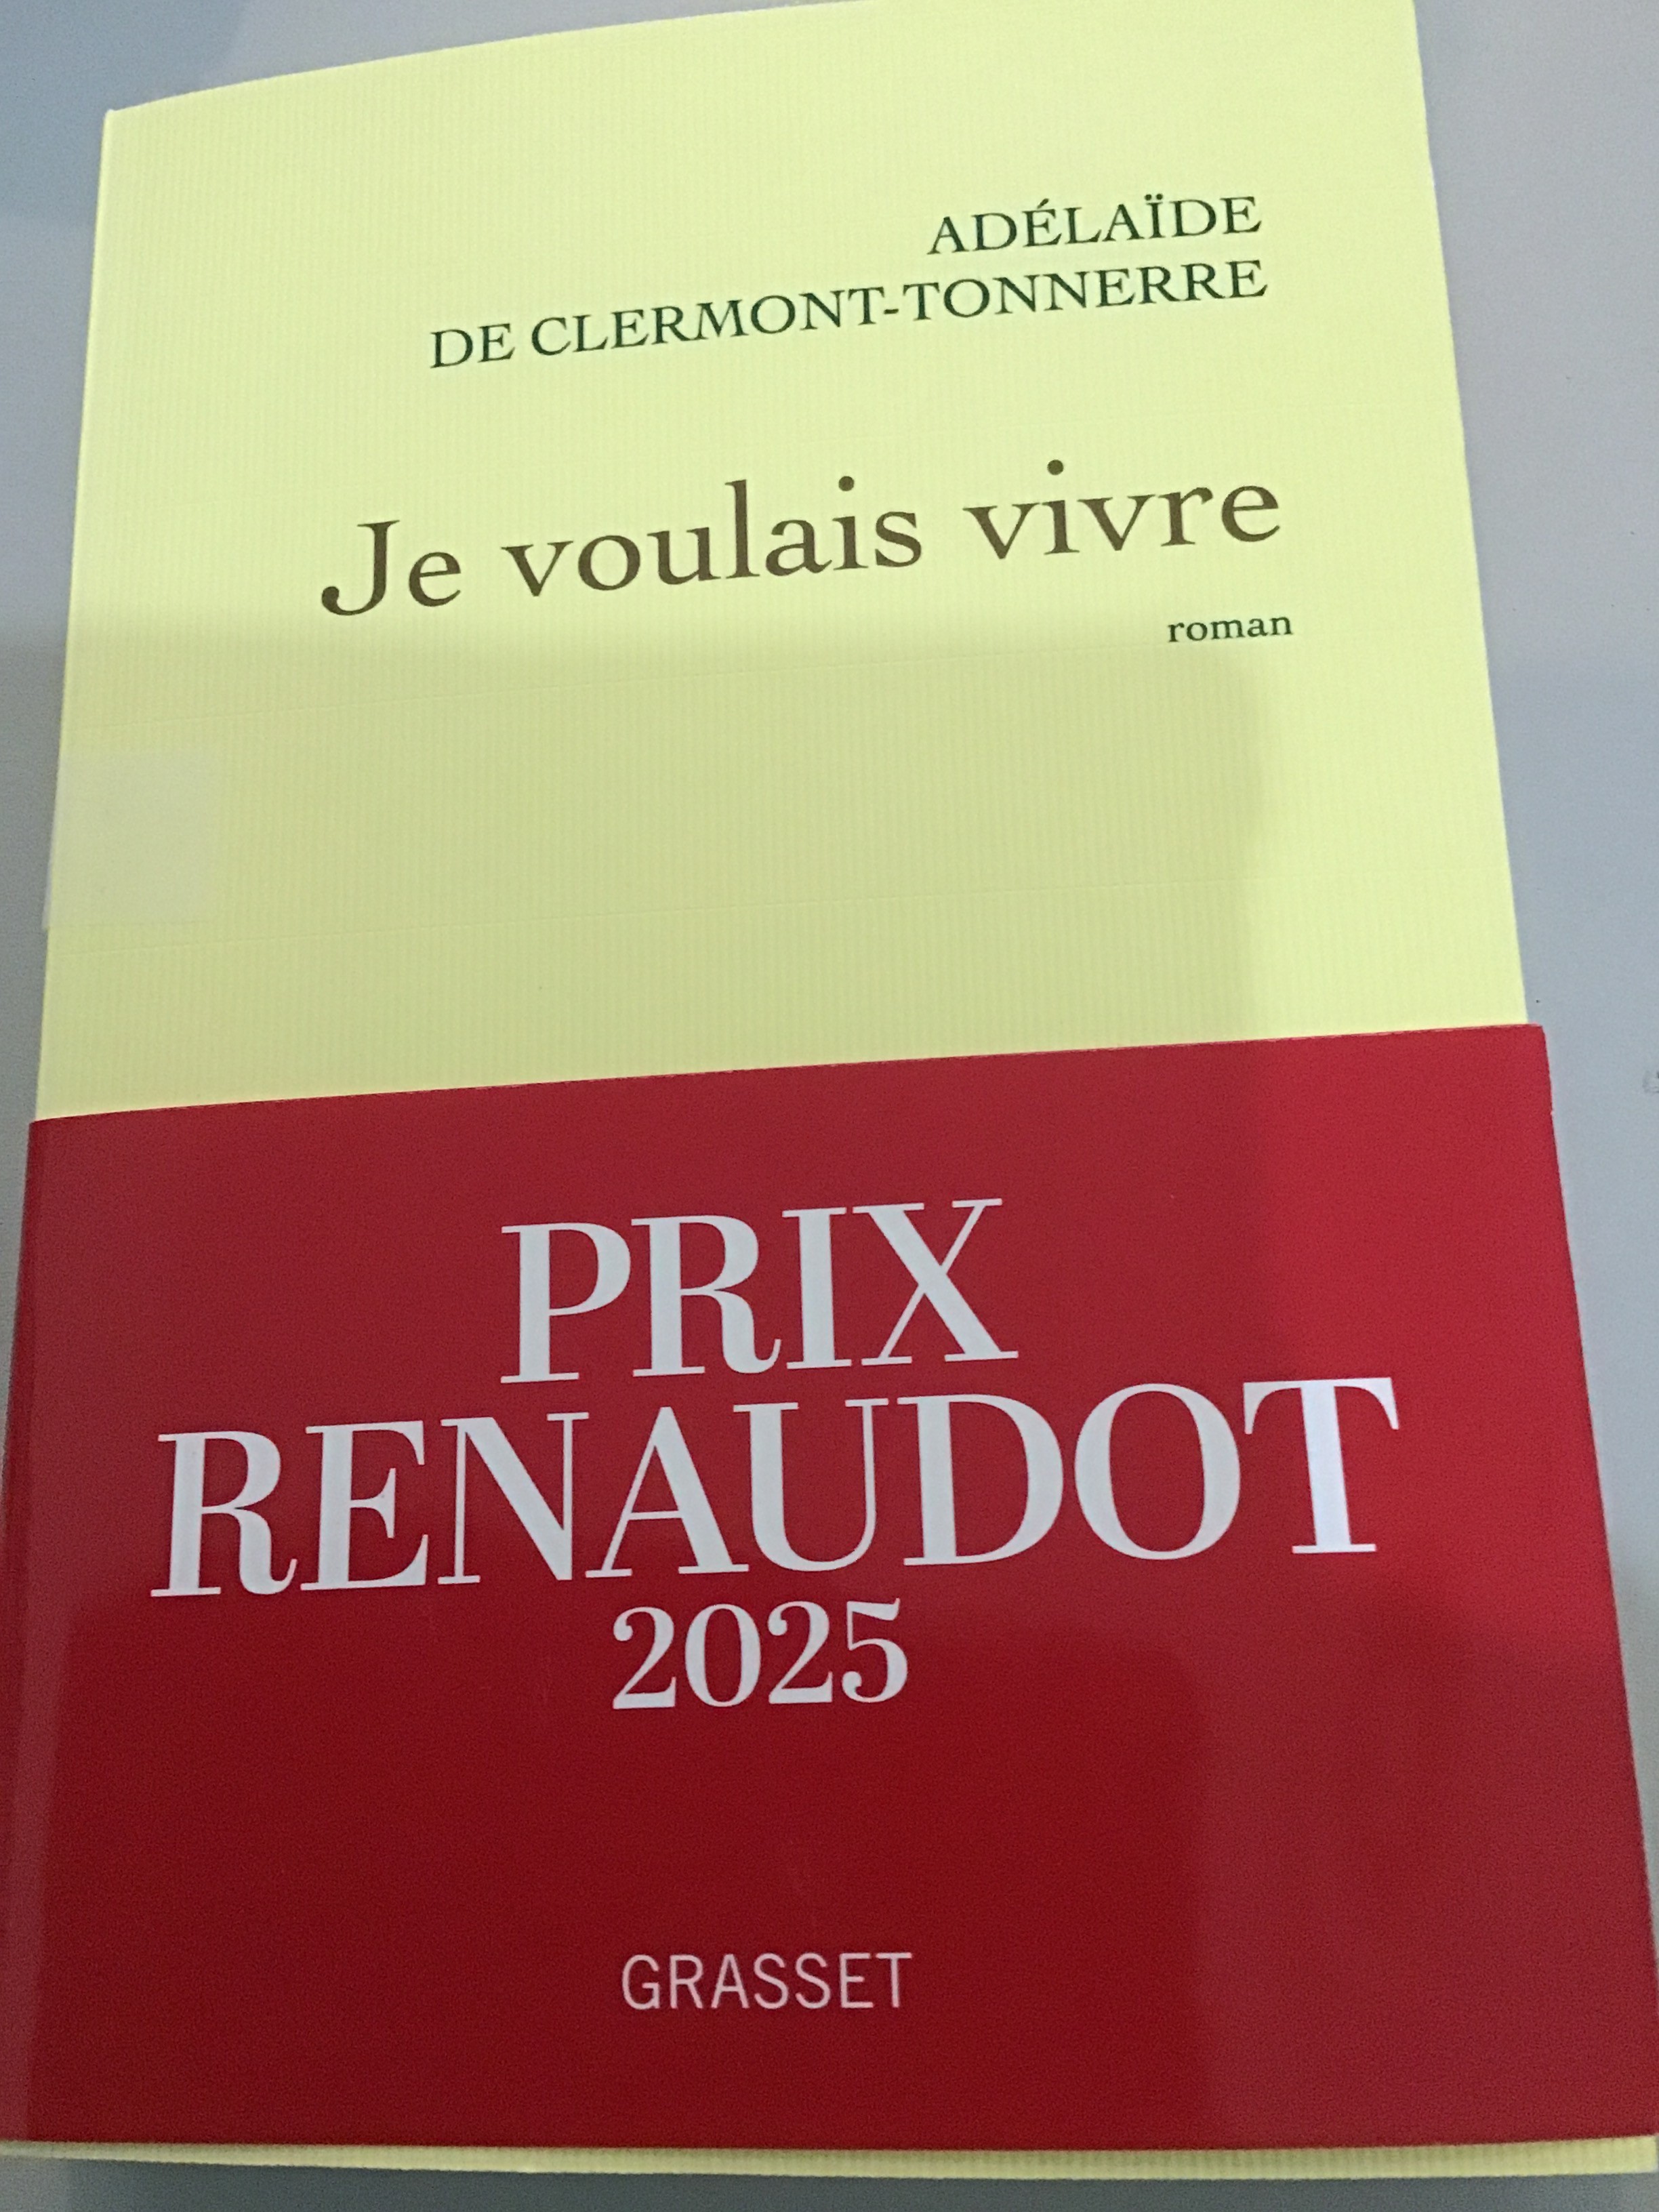 ADÉLAÏDE
DE CLERMONT-TONNERRE
Je voulais vivre
roman
PRIX
RENAUDOT
2025
GRASSET